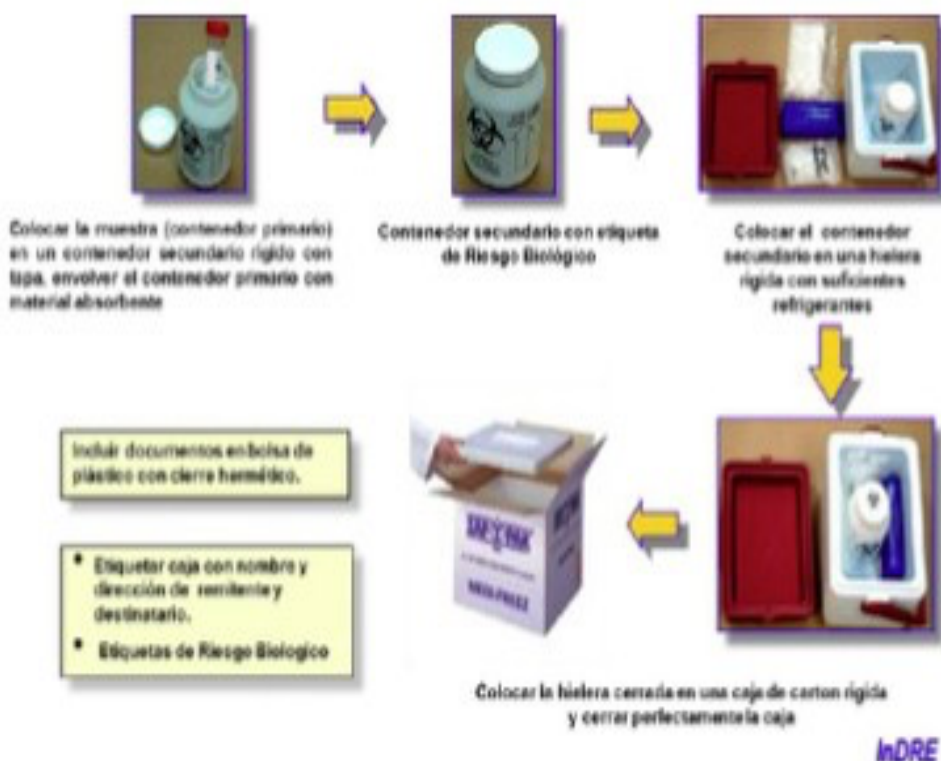 Colocar la muestra (contenedor primario)
en un contenedor secundario rígido con
tapa, envolver el contenedor primario con
material absorbente
Contenedor secundario con etiqueta
de Riesgo Biológico
Colocar el contenedor
secundario en una hielera
rígida con suficientes
refrigerantes
Incluir documentos en bolsa de
plástico con cierre hermético.
• Etiquetar caja con nombre y
dirección de remitente y
destinatario.
• Etiquetas de Riesgo Biologico
Colocar la hielera cerrada en una caja de carton rígida
y cerrar perfectamente la caja
InDRE